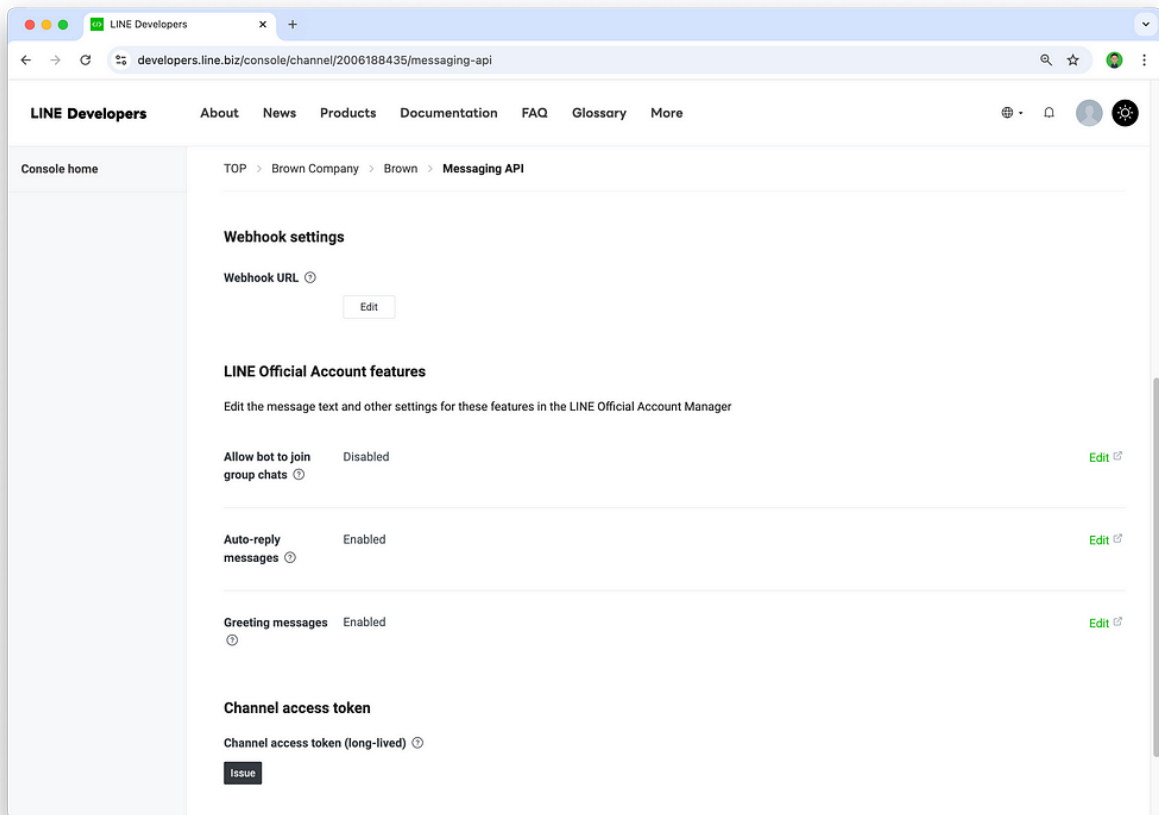 LINE Developers
developers.line.biz/console/channel/2006188435/messaging-api
LINE Developers About News Products Documentation FAQ Glossary More
Console home
TOP > Brown Company > Brown > Messaging API
Webhook settings
Webhook URL
Edit
LINE Official Account features
Edit the message text and other settings for these features in the LINE Official Account Manager
Allow bot to join group chats
Disabled
Edit
Auto-reply messages
Enabled
Edit
Greeting messages
Enabled
Edit
Channel access token
Channel access token (long-lived)
Issue